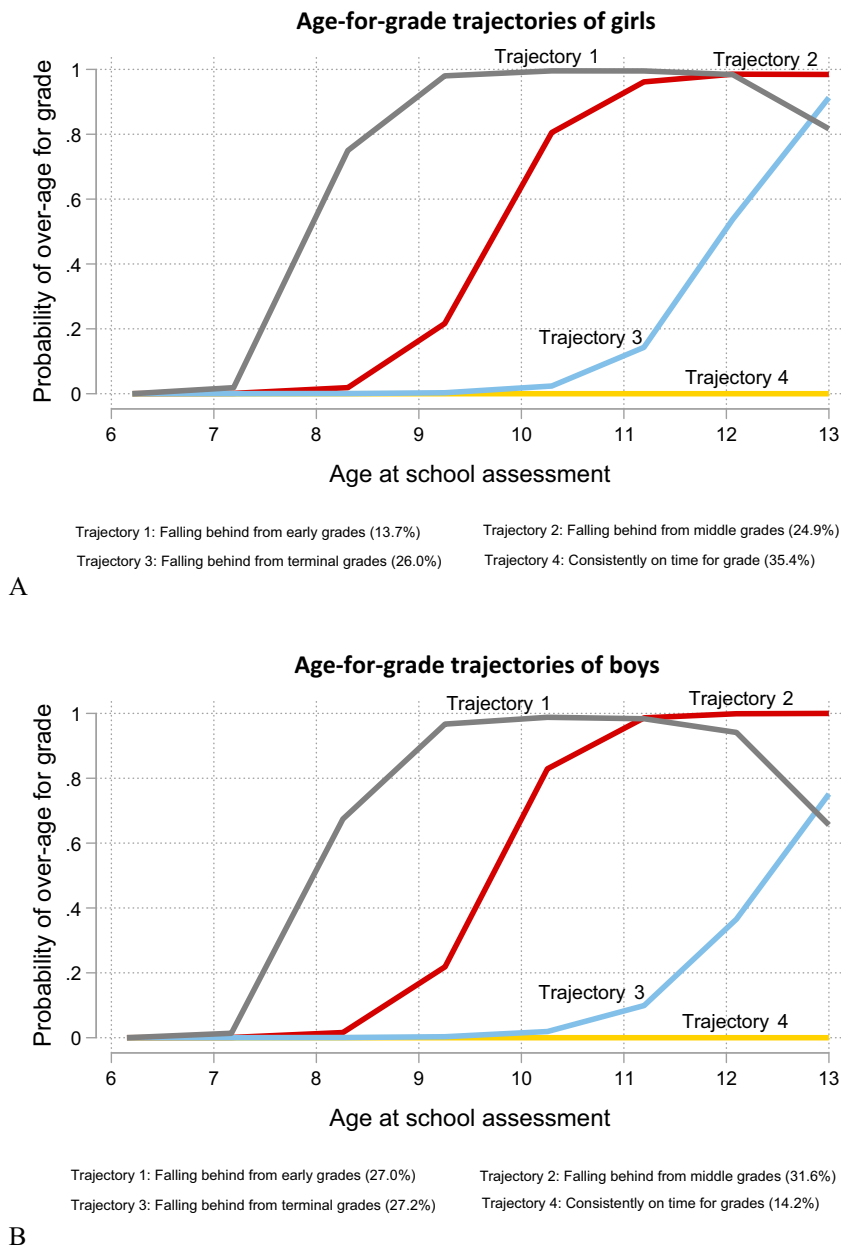 Age-for-grade trajectories of girls
Trajectory 1
Trajectory 2
1
.8
.6
.4
.2
0
Probability of over-age for grade
Trajectory 3
Trajectory 4
6 7 8 9 10 11 12 13
Age at school assessment
Trajectory 1: Falling behind from early grades (13.7%)
Trajectory 2: Falling behind from middle grades (24.9%)
Trajectory 3: Falling behind from terminal grades (26.0%)
Trajectory 4: Consistently on time for grade (35.4%)
A
Age-for-grade trajectories of boys
Trajectory 1
Trajectory 2
1
.8
.6
.4
.2
0
Probability of over-age for grade
Trajectory 3
Trajectory 4
6 7 8 9 10 11 12 13
Age at school assessment
Trajectory 1: Falling behind from early grades (27.0%)
Trajectory 2: Falling behind from middle grades (31.6%)
Trajectory 3: Falling behind from terminal grades (27.2%)
Trajectory 4: Consistently on time for grades (14.2%)
B